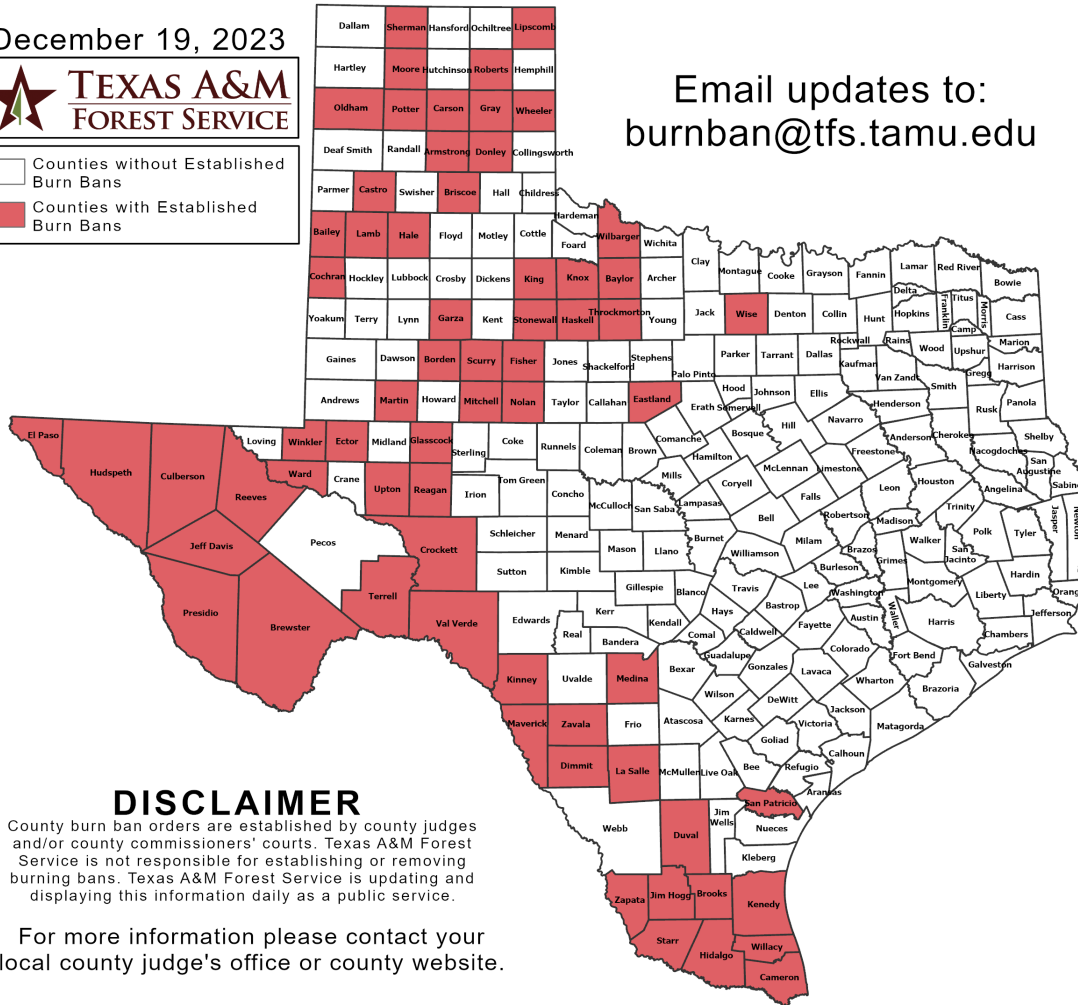 December 19, 2023
TEXAS A&M
FOREST SERVICE
Counties without Established
Burn Bans
Counties with Established
Burn Bans
Email updates to:
burnban@tfs.tamu.edu
Dallam Sherman Hansford Ochiltree Lipscomb
Hartley Moore Hutchinson Roberts Hemphill
Oldham Potter Carson Gray Wheeler
Deaf Smith Randall Armstrong Donley Collingsworth
Parmer Castro Swisher Briscoe Hall Childress
Hardeman
Bailey Lamb Hale Floyd Motley Cottle Foard Wilbarger Wichita
Clay Montague Cooke Grayson Fannin Lamar Red River Bowie
Cochran Hockley Lubbock Crosby Dickens King Knox Baylor Archer
Delta Franklin Titus Morris Cass
Yoakum Terry Lynn Garza Kent Stonewall Haskell Throckmorton Young Jack Wise Denton Collin Hunt Hopkins Camp
Rockwall Rains Wood Upshur Marion
Gaines Dawson Borden Scurry Fisher Jones Shackelford Stephens Palo Pinto Parker Tarrant Dallas Kaufman Van Zandt Gregg Harrison
Andrews Martin Howard Mitchell Nolan Taylor Callahan Eastland Erath Hood Somervell Johnson Ellis Henderson Smith Rusk Panola
El Paso Hudspeth Culberson Reeves Loving Winkler Ector Midland Glasscock Sterling Coke Runnels Coleman Brown Comanche Bosque Hill Navarro Anderson Cherokee Nacogdoches Shelby
Ward Crane Upton Reagan Irion Tom Green Concho McCulloch San Saba Mills Hamilton Coryell McLennan Limestone Freestone Leon Houston Angelina San
Augustine Sabin
Jeff Davis Pecos Crockett Schleicher Menard Mason Llano Lampasas Burnet Bell Falls Robertson Madison Walker Trinity Polk Tyler Jasper Newton
Presidio Brewster Terrell Sutton Kimble Gillespie Blanco Williamson Milam Brazos Burleson Grimes San
Jacinto Montgomery Liberty Hardin Orang
Val Verde Edwards Real Kerr Bandera Kendall Hays Travis Bastrop Lee Washington Waller Harris Chambers Jefferson
Comal Caldwell Fayette Austin Colorado Fort Bend Galveston
Kinney Uvalde Medina Bexar Guadalupe Gonzales Lavaca Wharton Brazoria
Maverick Zavala Frio Atascosa Wilson Karnes DeWitt Jackson Matagorda
Dimmit La Salle McMullen Live Oak Bee Goliad Victoria Calhoun Refugio Aransas
Webb Duval Jim
Wells San Patricio Nueces
Kleberg
Zapata Jim Hogg Brooks Kenedy
Starr Hidalgo Willacy
Cameron
DISCLAIMER
County burn ban orders are established by county judges
and/or county commissioners' courts. Texas A&M Forest
Service is not responsible for establishing or removing
burning bans. Texas A&M Forest Service is updating and
displaying this information daily as a public service.
For more information please contact your
local county judge's office or county website.